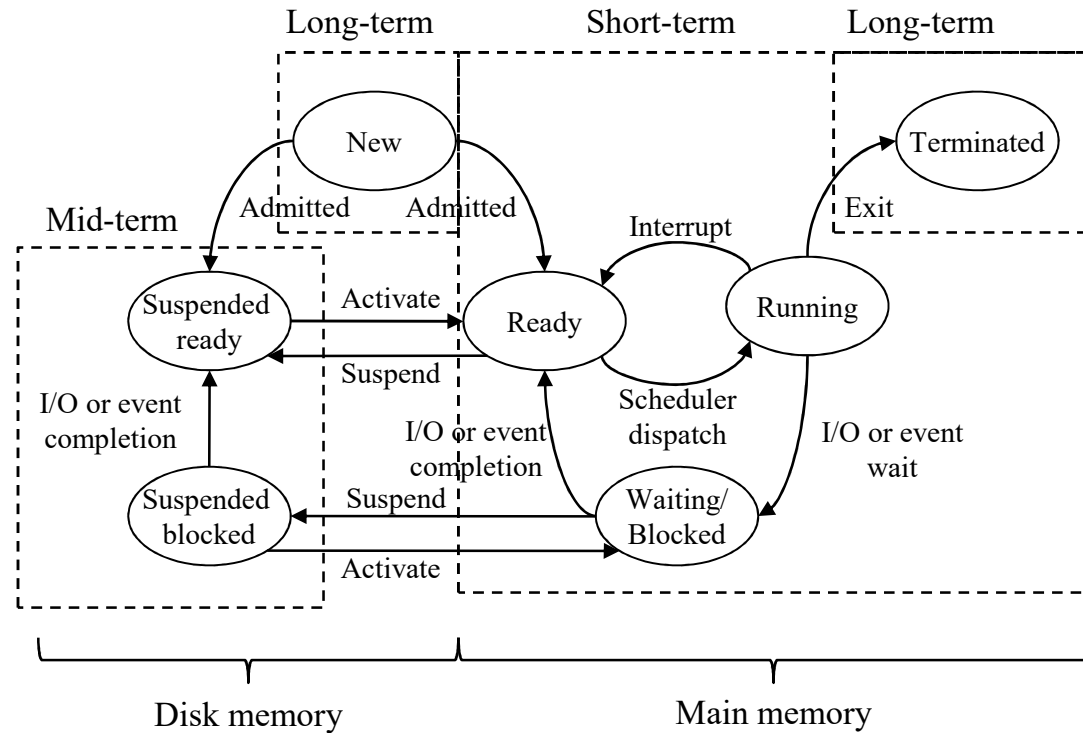 Long-term
Short-term
Long-term
New
Terminated
Admitted
Admitted
Exit
Mid-term
Interrupt
Suspended
ready
Activate
Ready
Running
Suspend
Scheduler
dispatch
I/O or event
completion
I/O or event
completion
I/O or event
wait
Suspended
blocked
Suspend
Waiting/
Blocked
Activate
Disk memory
Main memory